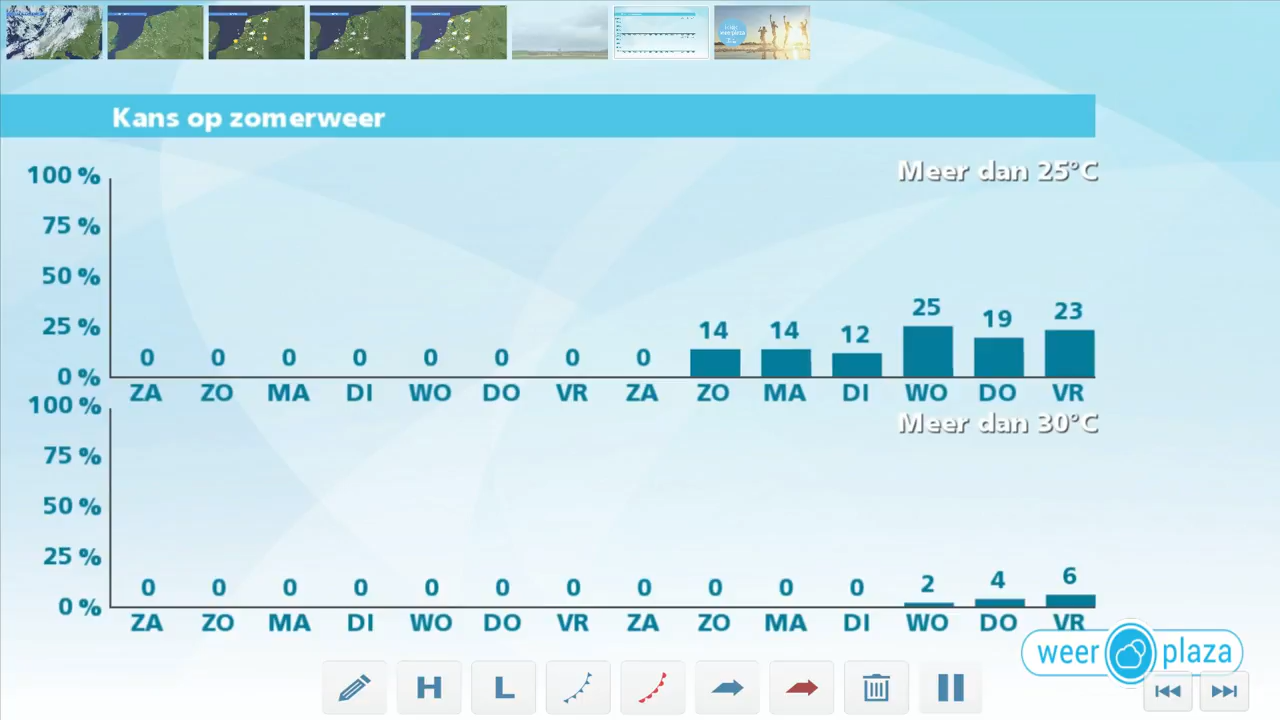 Kans op zomerweer
Meer dan 25°C
100 %
75 %
50 %
25 %
0 %
0 0 0 0 0 0 0 0 14 14 12 25 19 23
ZA ZO MA DI WO DO VR ZA ZO MA DI WO DO VR
Meer dan 30°C
100 %
75 %
50 %
25 %
0 %
0 0 0 0 0 0 0 0 0 0 0 2 4 6
ZA ZO MA DI WO DO VR ZA ZO MA DI WO DO VR
weer plaza
H L